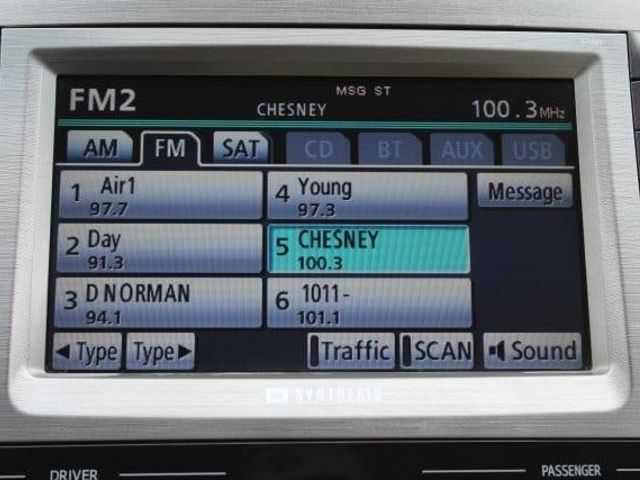 MSG ST
FM2 CHESNEY 100.3MHz
AM FM SAT CD BT AUX USB
1 Air1 4 Young Message
97.7 97.3
2 Day 5 CHESNEY
91.3 100.3
3 D NORMAN 6 1011-
94.1 101.1
◄Type Type► Traffic SCAN Sound
SYNTHESIS
DRIVER PASSENGER